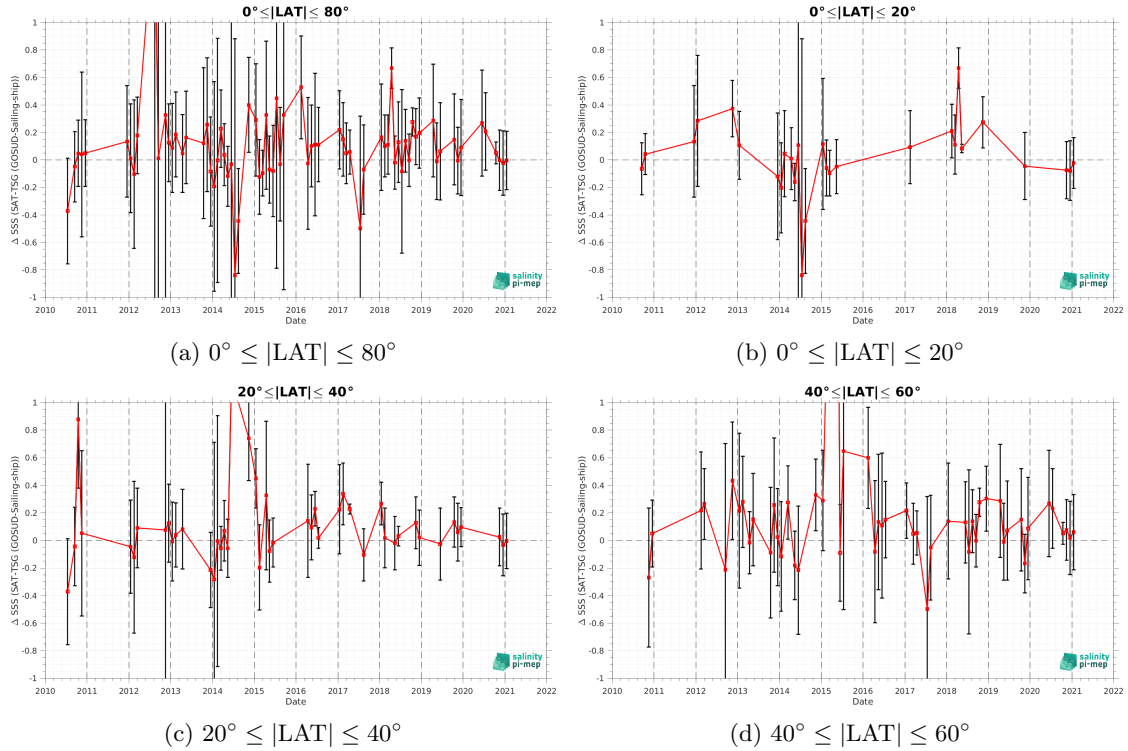 0°≤|LAT|≤ 80°
Δ SSS (SAT-TSG (GOSUD-Sailing-ship))
1
0.8
0.6
0.4
0.2
0
-0.2
-0.4
-0.6
-0.8
-1
2010 2011 2012 2013 2014 2015 2016 2017 2018 2019 2020 2021 2022
Date
salinity
pi-mep
(a) 0° ≤ |LAT| ≤ 80°
0°≤|LAT|≤ 20°
Δ SSS (SAT-TSG (GOSUD-Sailing-ship))
1
0.8
0.6
0.4
0.2
0
-0.2
-0.4
-0.6
-0.8
-1
2010 2011 2012 2013 2014 2015 2016 2017 2018 2019 2020 2021 2022
Date
salinity
pi-mep
(b) 0° ≤ |LAT| ≤ 20°
20°≤|LAT|≤ 40°
Δ SSS (SAT-TSG (GOSUD-Sailing-ship))
1
0.8
0.6
0.4
0.2
0
-0.2
-0.4
-0.6
-0.8
-1
2010 2011 2012 2013 2014 2015 2016 2017 2018 2019 2020 2021 2022
Date
salinity
pi-mep
(c) 20° ≤ |LAT| ≤ 40°
40°≤|LAT|≤ 60°
Δ SSS (SAT-TSG (GOSUD-Sailing-ship))
1
0.8
0.6
0.4
0.2
0
-0.2
-0.4
-0.6
-0.8
-1
2010 2011 2012 2013 2014 2015 2016 2017 2018 2019 2020 2021 2022
Date
salinity
pi-mep
(d) 40° ≤ |LAT| ≤ 60°